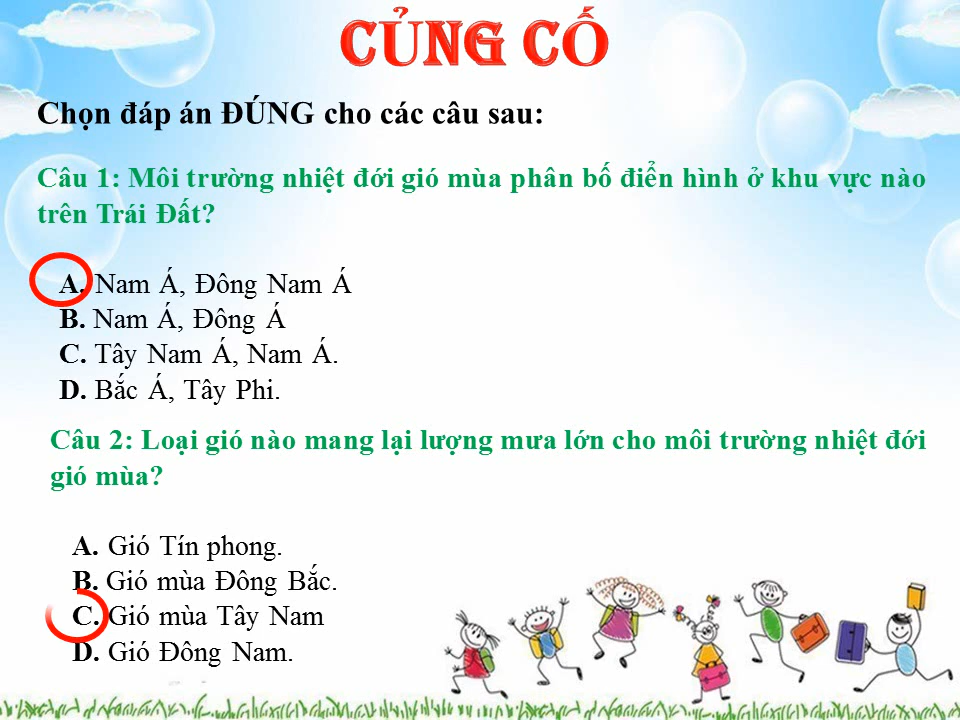 CỦNG CỐ
Chọn đáp án ĐÚNG cho các câu sau:
Câu 1: Môi trường nhiệt đới gió mùa phân bố điển hình ở khu vực nào
trên Trái Đất?
A. Nam Á, Đông Nam Á
B. Nam Á, Đông Á
C. Tây Nam Á, Nam Á.
D. Bắc Á, Tây Phi.
Câu 2: Loại gió nào mang lại lượng mưa lớn cho môi trường nhiệt đới
gió mùa?
A. Gió Tín phong.
B. Gió mùa Đông Bắc.
C. Gió mùa Tây Nam
D. Gió Đông Nam.